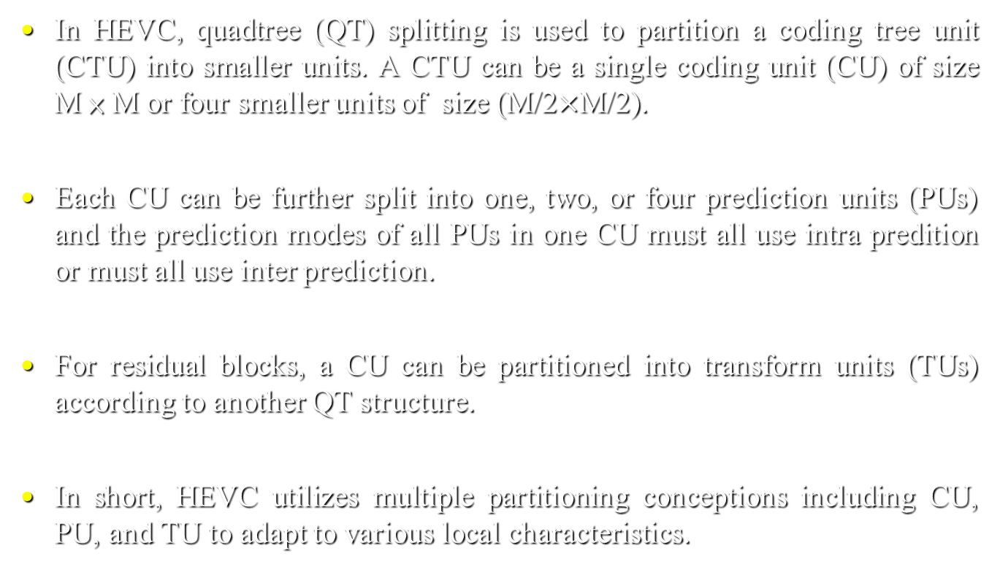 • In HEVC, quadtree (QT) splitting is used to partition a coding tree unit
(CTU) into smaller units. A CTU can be a single coding unit (CU) of size
M × M or four smaller units of size (M/2×M/2).
• Each CU can be further split into one, two, or four prediction units (PUs)
and the prediction modes of all PUs in one CU must all use intra predition
or must all use inter prediction.
• For residual blocks, a CU can be partitioned into transform units (TUs)
according to another QT structure.
• In short, HEVC utilizes multiple partitioning conceptions including CU,
PU, and TU to adapt to various local characteristics.